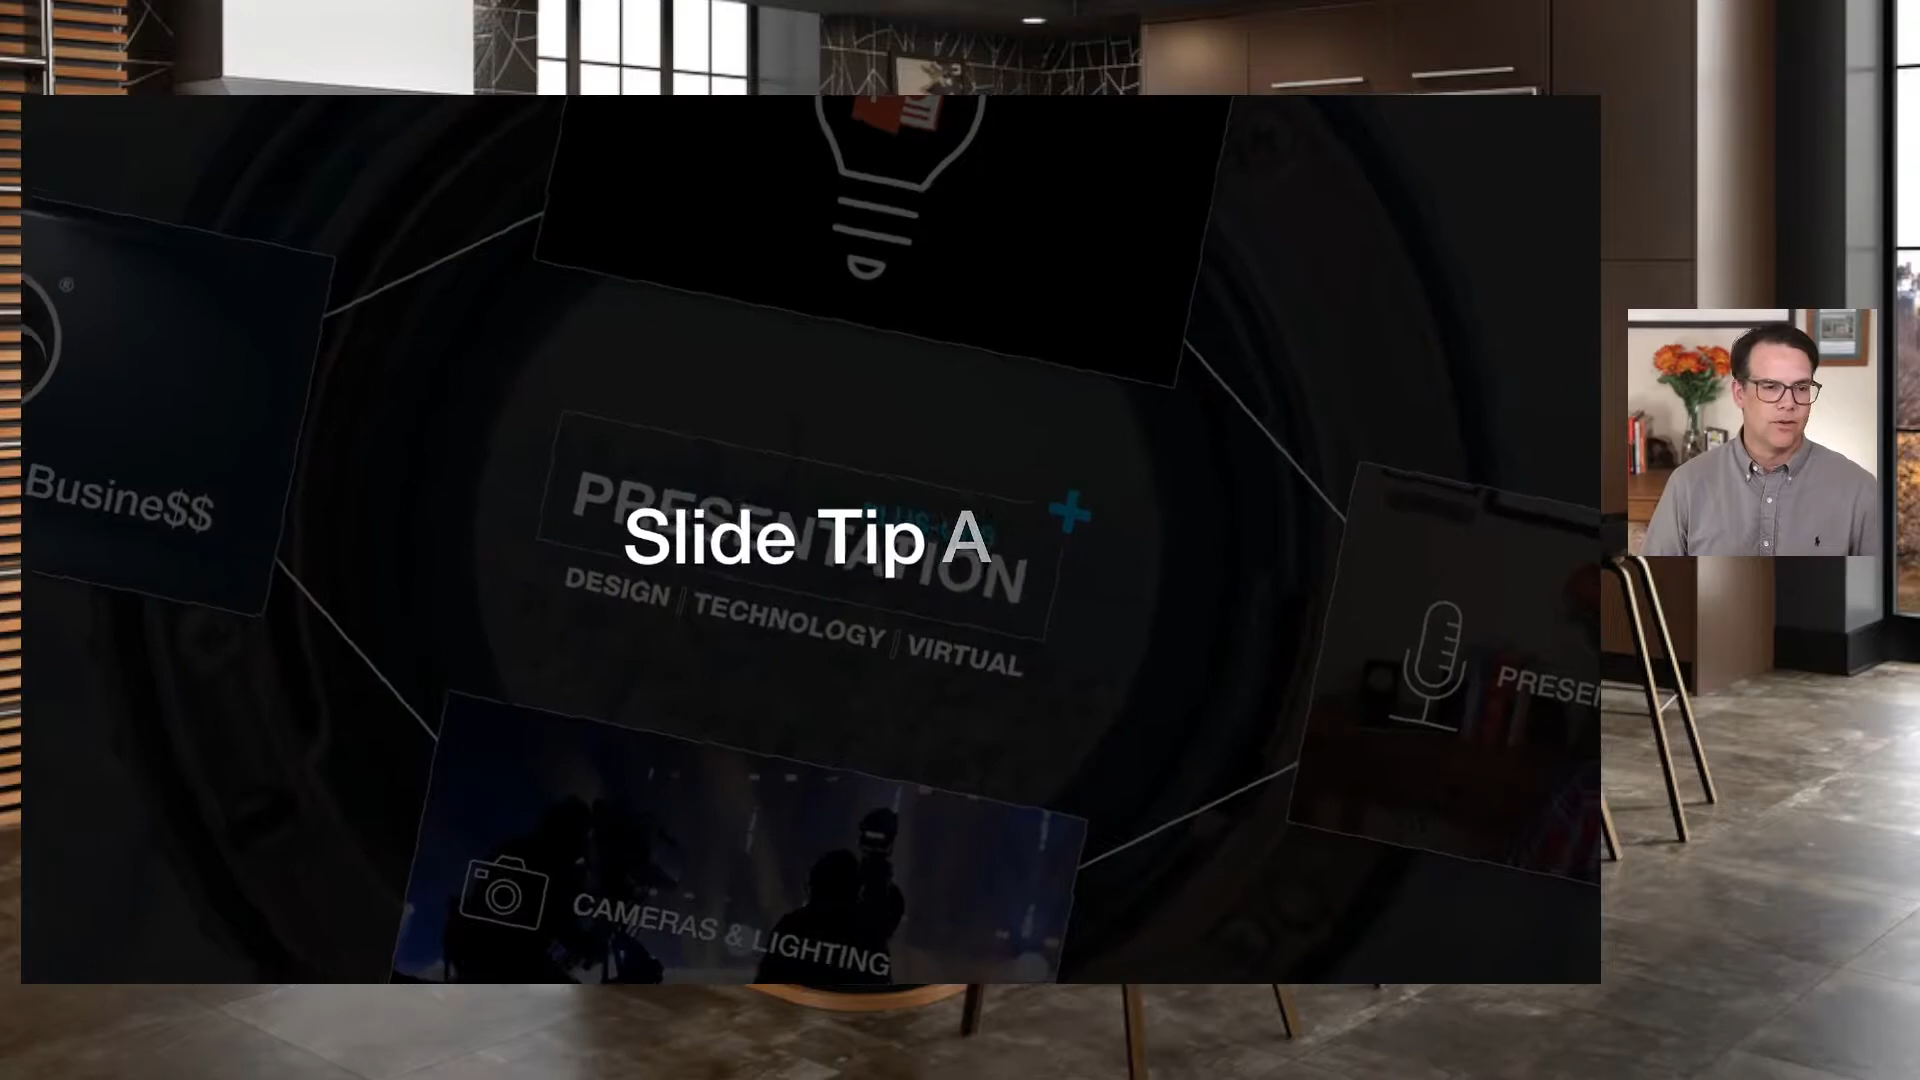 ®
Busine$$
PRESENTATION
Slide Tip A
DESIGN | TECHNOLOGY | VIRTUAL
PRESE
CAMERAS & LIGHTING